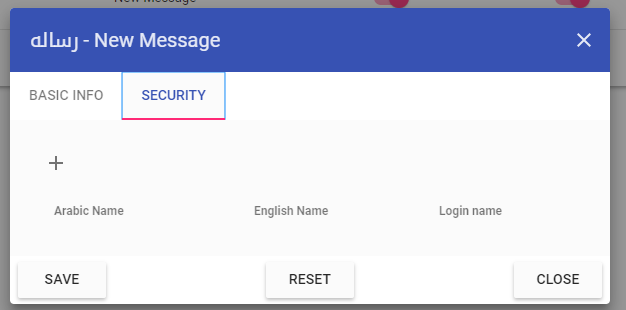 New Message
رساله - New Message
BASIC INFO
SECURITY
Arabic Name
English Name
Login name
SAVE
RESET
CLOSE